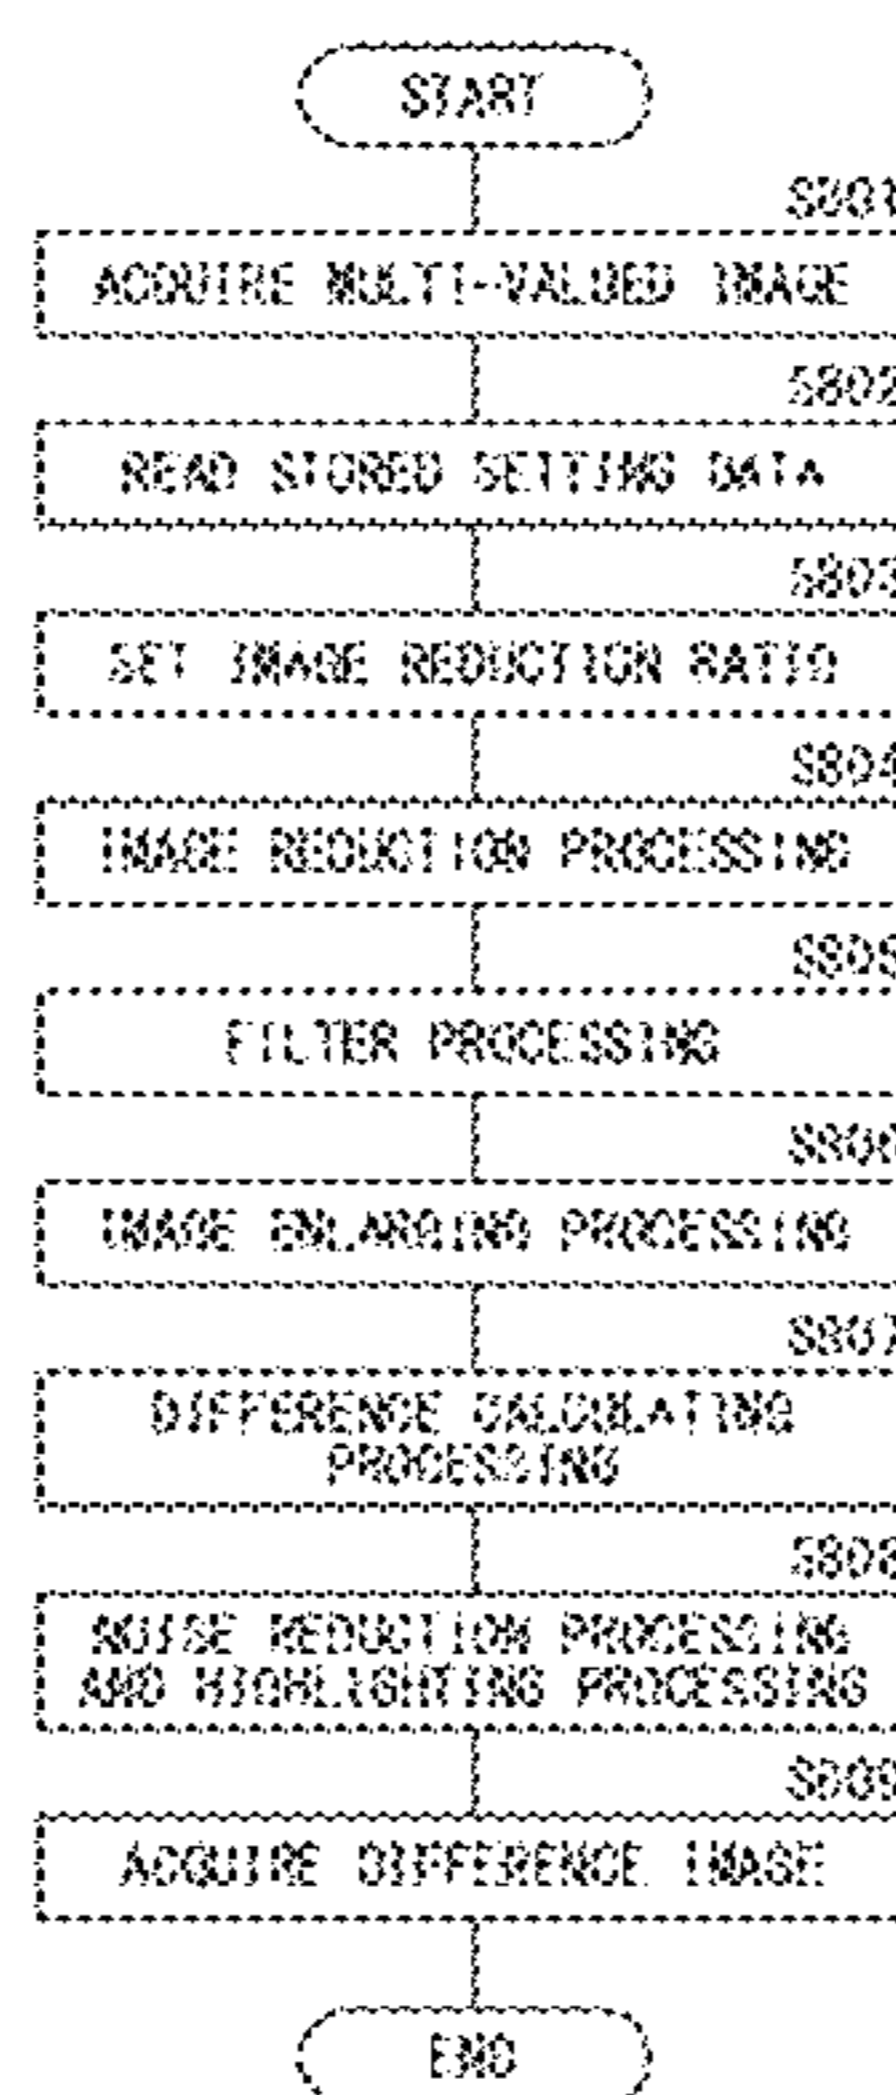 START
S801
ACQUIRE MULTI-VALUED IMAGE
S802
READ STORED SETTING DATA
S803
SET IMAGE REDUCTION RATIO
S804
IMAGE REDUCTION PROCESSING
S805
FILTER PROCESSING
S806
IMAGE ENLARGING PROCESSING
S807
DIFFERENCE CALCULATING
PROCESSING
S808
NOISE REDUCTION PROCESSING
AND HIGHLIGHTING PROCESSING
S809
ACQUIRE DIFFERENCE IMAGE
END